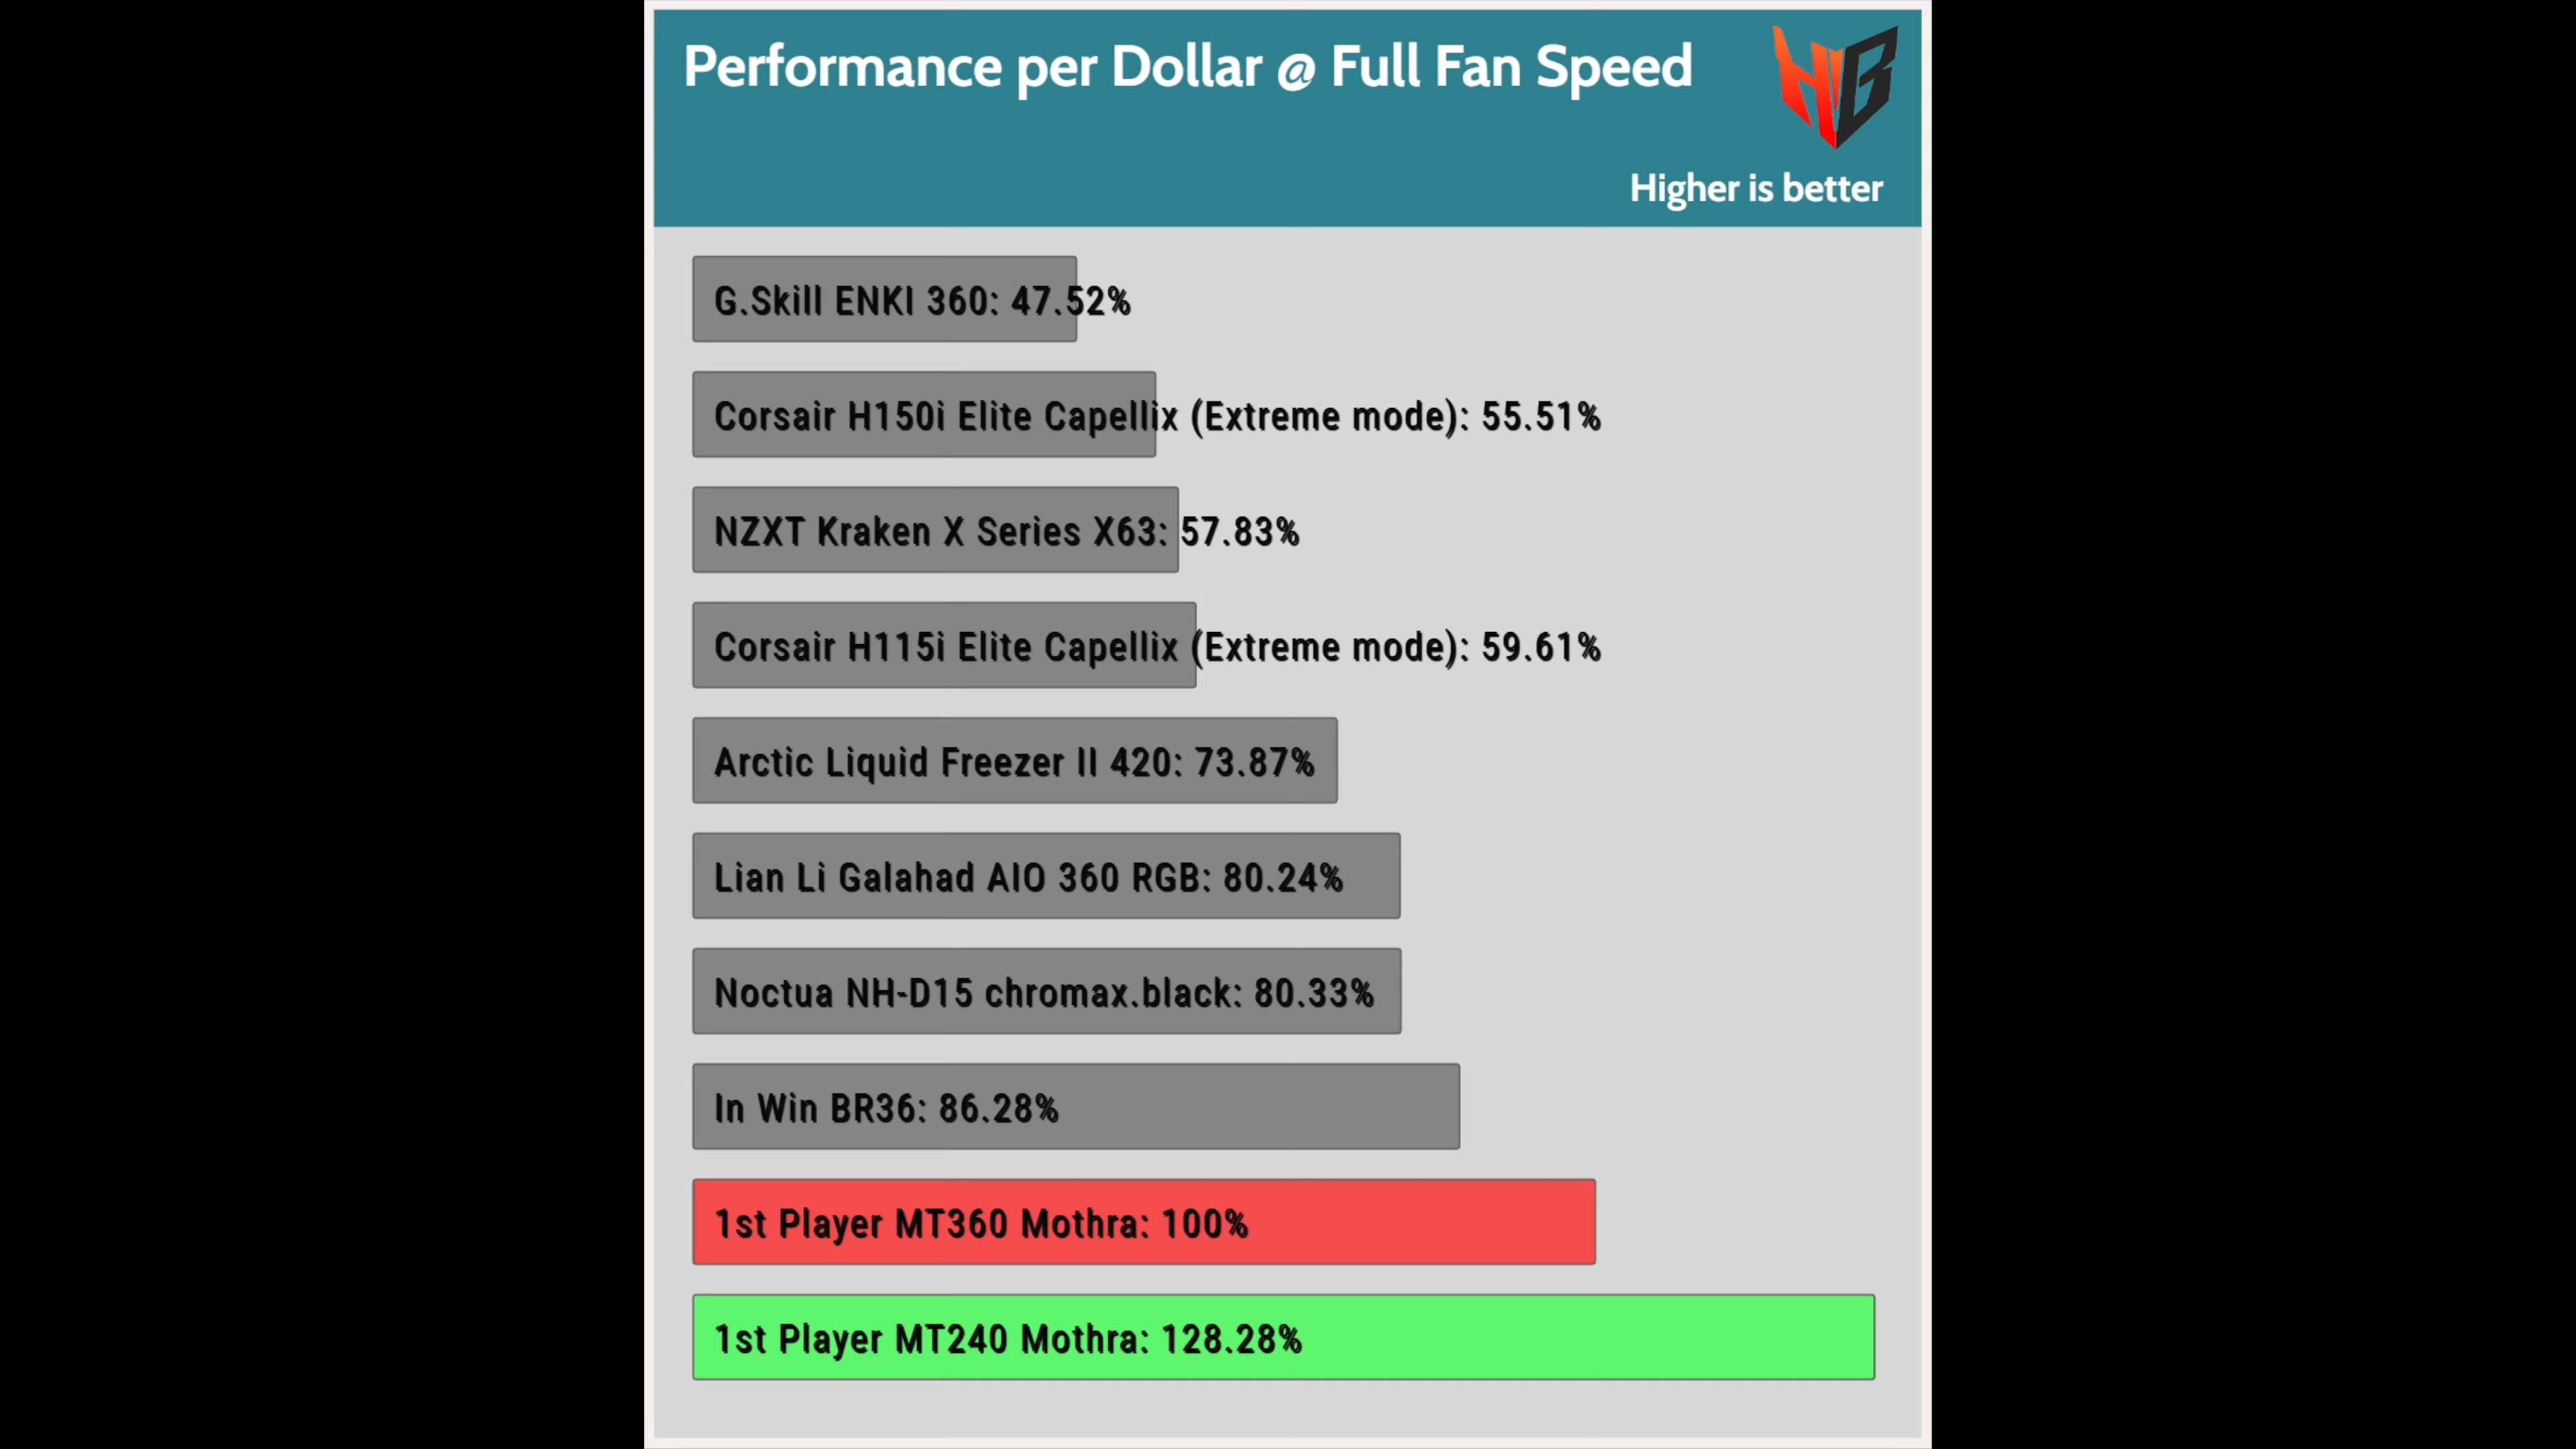 Performance per Dollar @ Full Fan Speed
HB
Higher is better
G.Skill ENKI 360: 47.52%
Corsair H150i Elite Capellix (Extreme mode): 55.51%
NZXT Kraken X Series X63: 57.83%
Corsair H115i Elite Capellix (Extreme mode): 59.61%
Arctic Liquid Freezer II 420: 73.87%
Lian Li Galahad AIO 360 RGB: 80.24%
Noctua NH-D15 chromax.black: 80.33%
In Win BR36: 86.28%
1st Player MT360 Mothra: 100%
1st Player MT240 Mothra: 128.28%